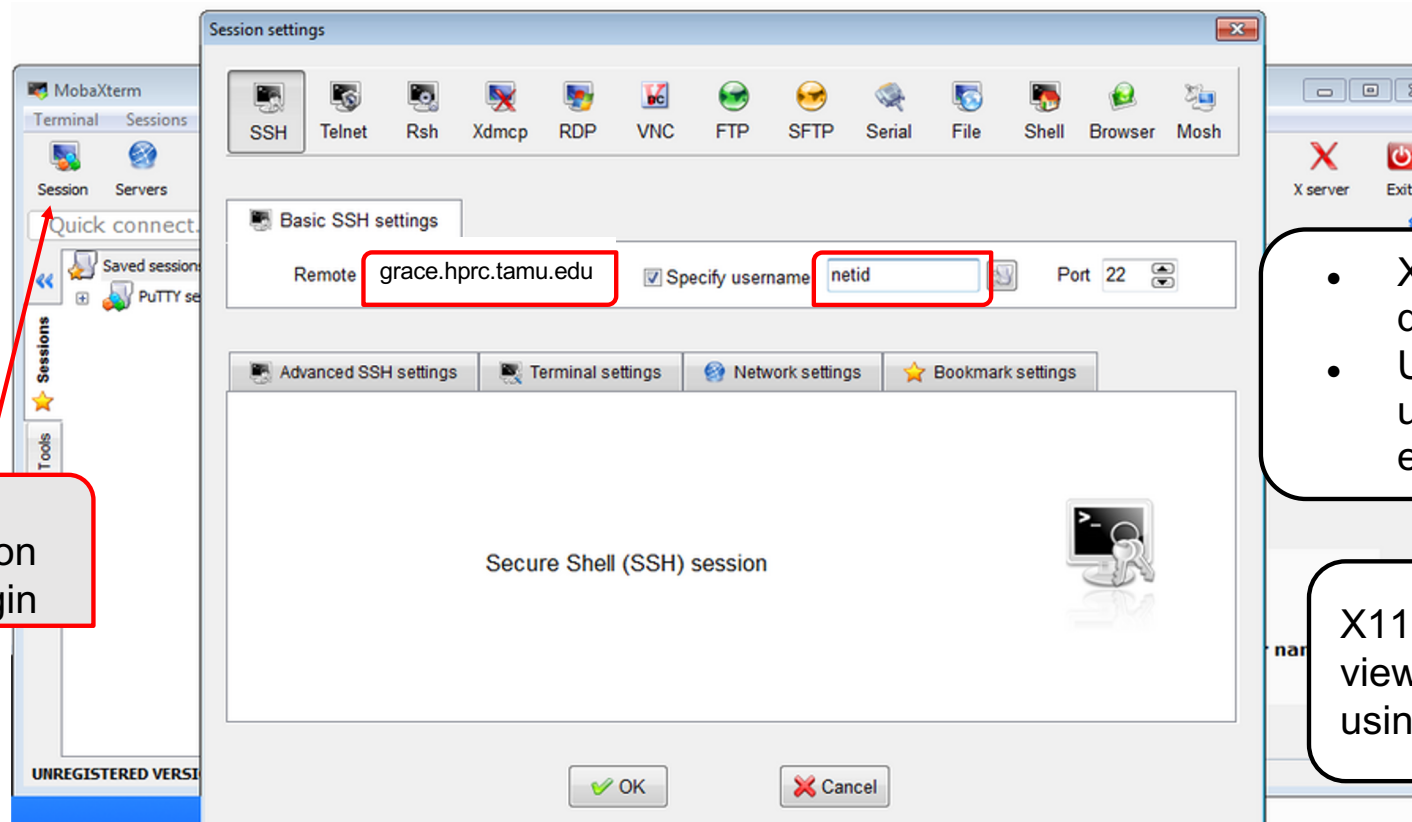 Session settings
MobaXterm
Terminal Sessions
SSH Telnet Rsh Xdmcp RDP VNC FTP SFTP Serial File Shell Browser Mosh
Session Servers
X server Exit
Quick connect.
Basic SSH settings
Saved sessions
PuTTY se
Remote grace.hprc.tamu.edu Specify username netid Port 22
Sessions
Tools
Advanced SSH settings Terminal settings Network settings Bookmark settings
Secure Shell (SSH) session
on
gin
X11
view
usin
nar
UNREGISTERED VERSI
OK Cancel